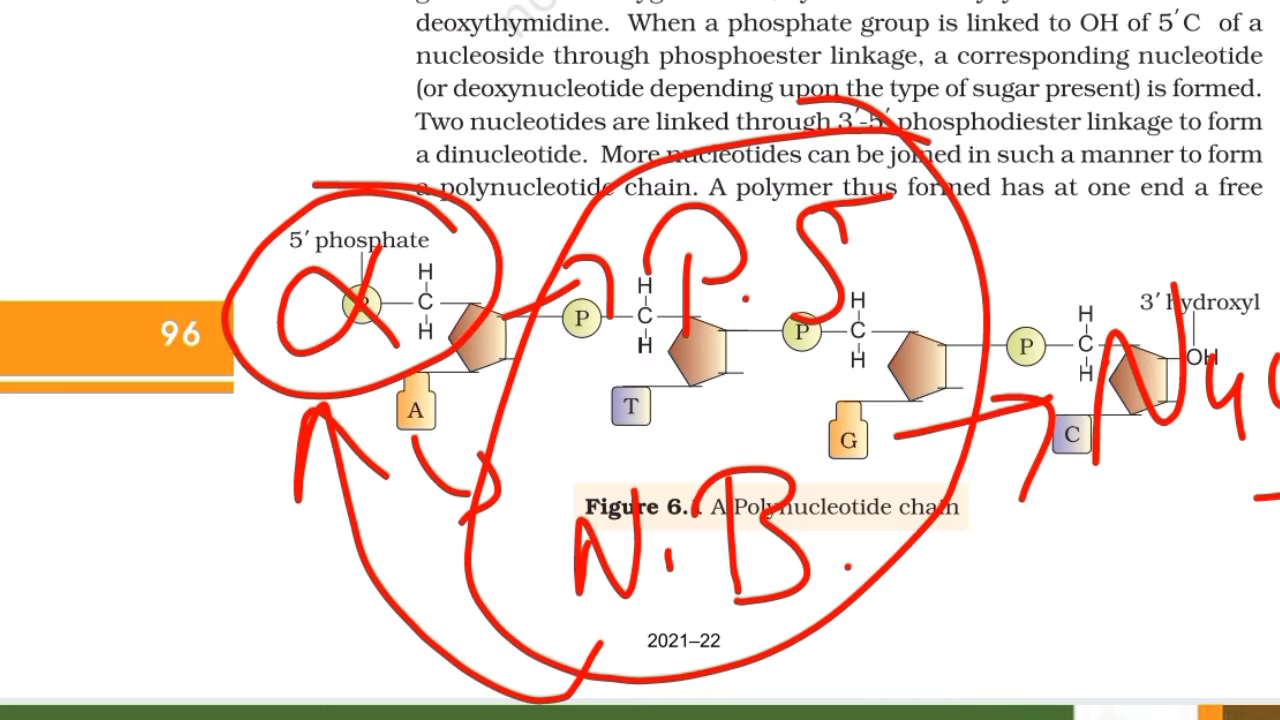 deoxythymidine. When a phosphate group is linked to OH of 5′C of a
nucleoside through phosphoester linkage, a corresponding nucleotide
(or deoxynucleotide depending upon the type of sugar present) is formed.
Two nucleotides are linked through 3′-5′ phosphodiester linkage to form
a dinucleotide. More nucleotides can be joined in such a manner to form
a polynucleotide chain. A polymer thus formed has at one end a free
5′ phosphate
P.S
α
96
P H C H
P H C H
P H C H
P H C H
3′ hydroxyl
OH
A
T
G
C
Figure 6.1 A Polynucleotide chain
N.B.
2021–22